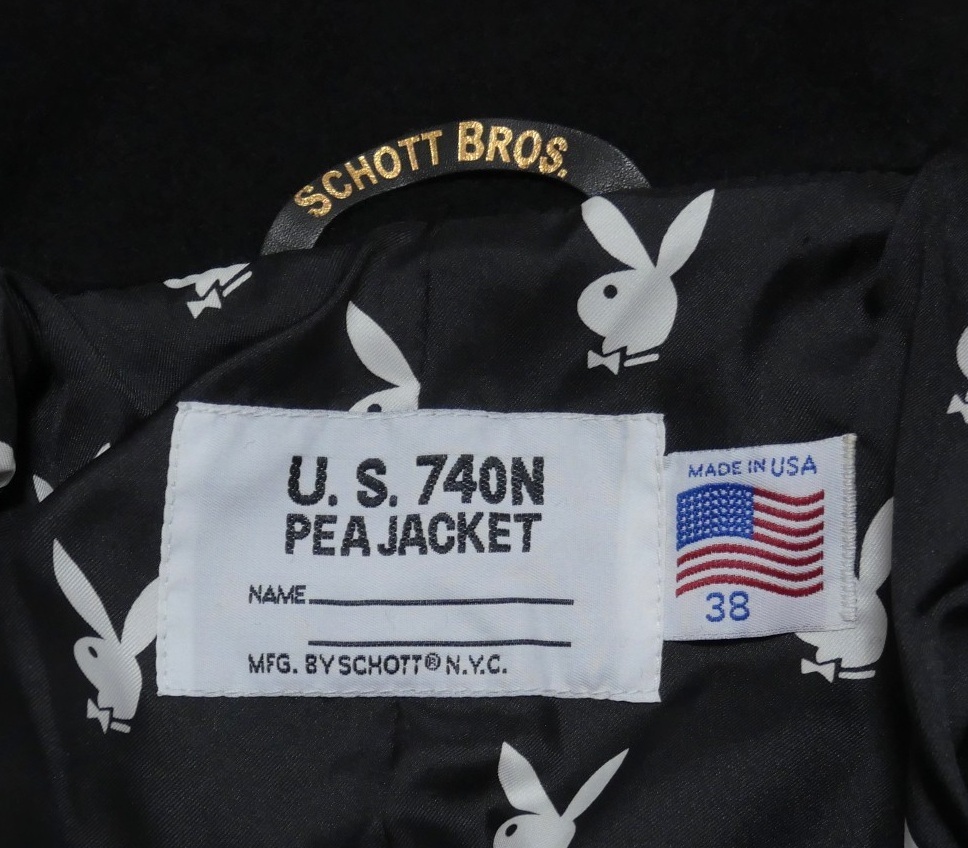 SCHOTT BROS.
U. S. 740N
PEA JACKET
NAME
MFG. BY SCHOTT® N.Y.C.
MADE IN USA
38